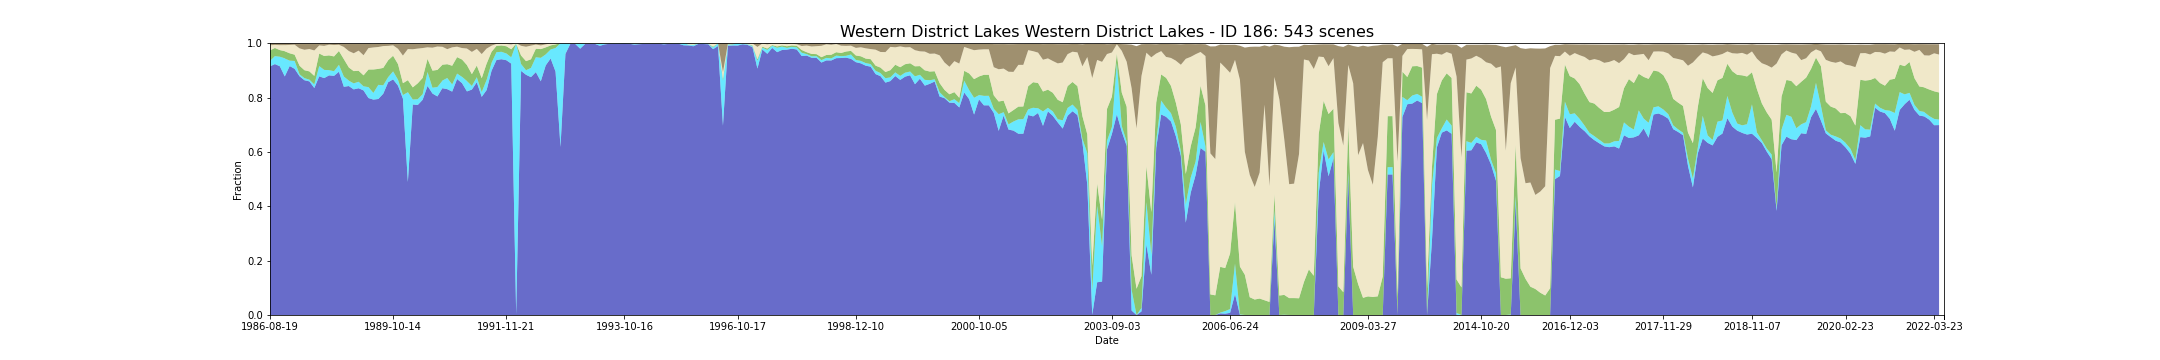 Western District Lakes Western District Lakes - ID 186: 543 scenes
1.0
0.8
0.6
0.4
0.2
0.0
Fraction
1986-08-19 1989-10-14 1991-11-21 1993-10-16 1996-10-17 1998-12-10 2000-10-05 2003-09-03 2006-06-24 2009-03-27 2014-10-20 2016-12-03 2017-11-29 2018-11-07 2020-02-23 2022-03-23
Date